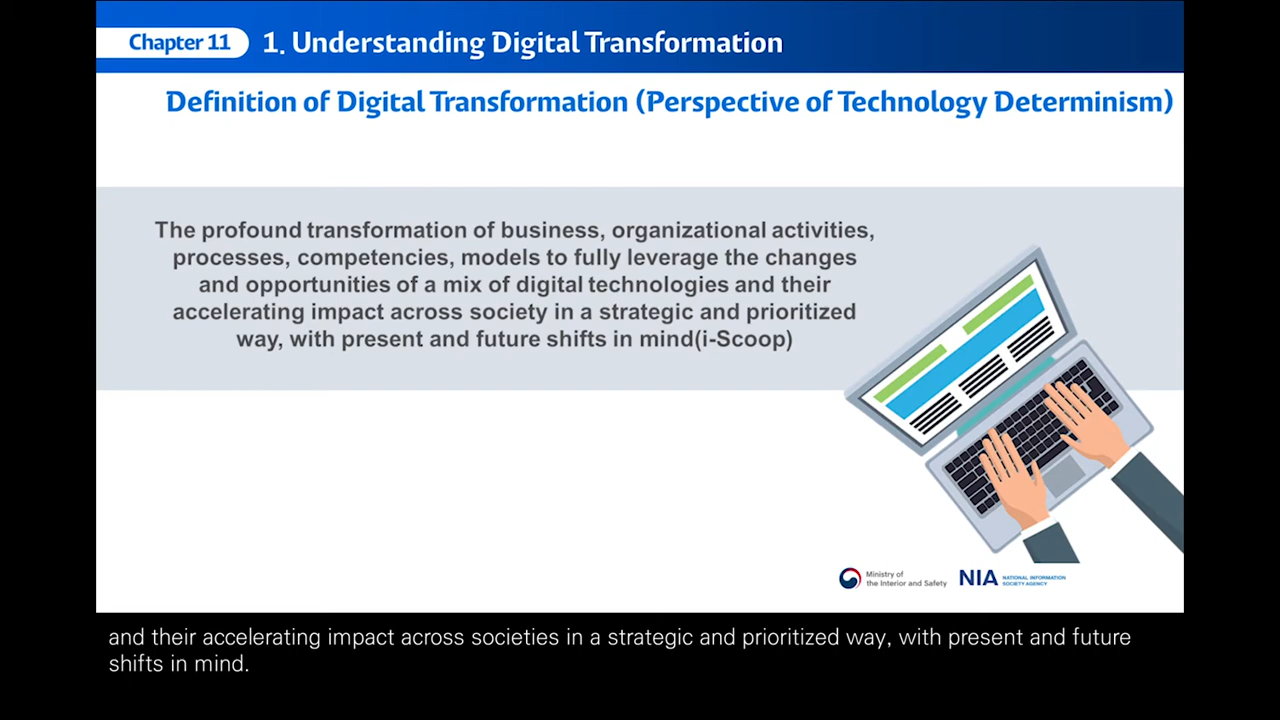 Chapter 11
1. Understanding Digital Transformation
Definition of Digital Transformation (Perspective of Technology Determinism)
The profound transformation of business, organizational activities,
processes, competencies, models to fully leverage the changes
and opportunities of a mix of digital technologies and their
accelerating impact across society in a strategic and prioritized
way, with present and future shifts in mind(i-Scoop)
Ministry of
the Interior and Safety
NIA
NATIONAL INFORMATION
SOCIETY AGENCY
and their accelerating impact across societies in a strategic and prioritized way, with present and future
shifts in mind.